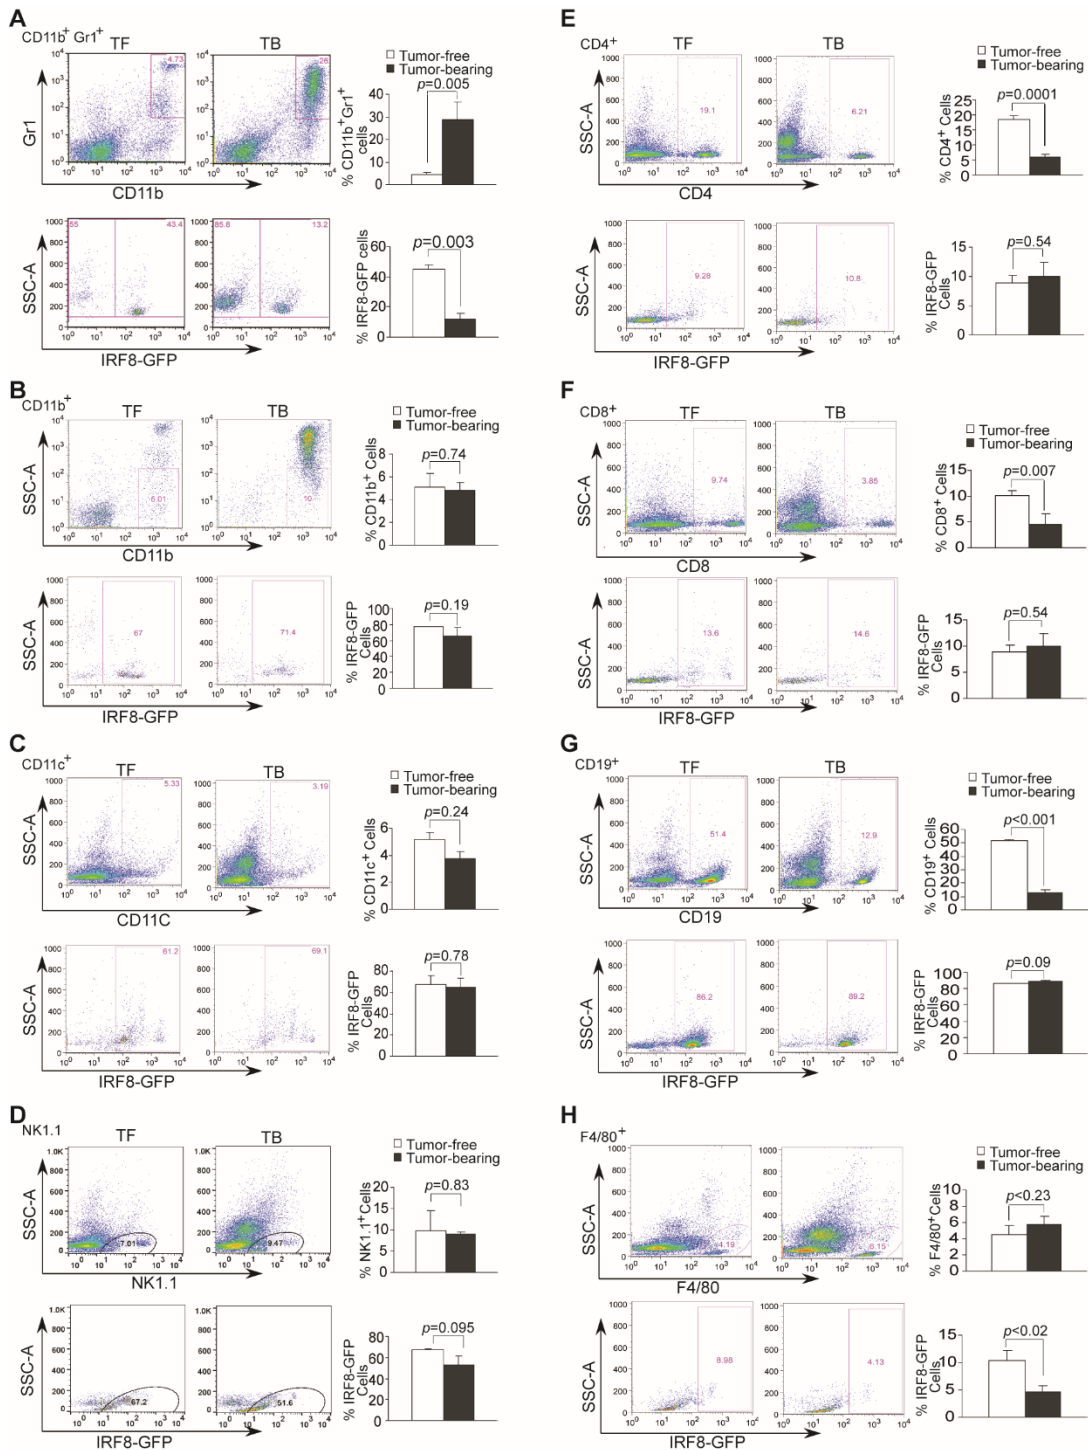 A
CD11b+ Gr1+
TF
TB
Tumor-free
Tumor-bearing
4.73
26
Gr1
CD11b
% CD11b+Gr1+ cells
p=0.005
55
43.4
85.8
13.2
SSC-A
IRF8-GFP
% IRF8-GFP cells
p=0.003
B
CD11b+
TF
TB
Tumor-free
Tumor-bearing
5.01
10
SSC-A
CD11b
% CD11b+ Cells
p=0.74
67
71.4
SSC-A
IRF8-GFP
% IRF8-GFP Cells
p=0.19
C
CD11c+
TF
TB
Tumor-free
Tumor-bearing
5.33
3.19
SSC-A
CD11C
% CD11c+ Cells
p=0.24
61.2
69.1
SSC-A
IRF8-GFP
% IRF8-GFP Cells
p=0.78
D
NK1.1
TF
TB
Tumor-free
Tumor-bearing
7.01
9.47
SSC-A
NK1.1
% NK1.1+Cells
p=0.83
67.2
51.6
SSC-A
IRF8-GFP
% IRF8-GFP Cells
p=0.095
E
CD4+
TF
TB
Tumor-free
Tumor-bearing
19.1
6.21
SSC-A
CD4
% CD4+ Cells
p=0.0001
9.28
10.8
SSC-A
IRF8-GFP
% IRF8-GFP Cells
p=0.54
F
CD8+
TF
TB
Tumor-free
Tumor-bearing
9.74
3.85
SSC-A
CD8
% CD8+ Cells
p=0.007
13.6
14.6
SSC-A
IRF8-GFP
% IRF8-GFP Cells
p=0.54
G
CD19+
TF
TB
Tumor-free
Tumor-bearing
51.4
12.9
SSC-A
CD19
% CD19+ Cells
p<0.001
86.2
89.2
SSC-A
IRF8-GFP
% IRF8-GFP Cells
p=0.09
H
F4/80+
TF
TB
Tumor-free
Tumor-bearing
4.19
6.15
SSC-A
F4/80
% F4/80+Cells
p<0.23
8.98
4.13
SSC-A
IRF8-GFP
% IRF8-GFP Cells
p<0.02